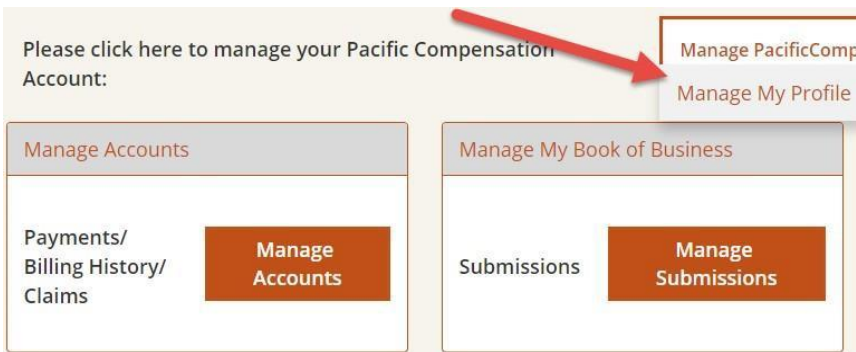 Please click here to manage your Pacific Compensation
Account:
Manage PacificComp
Manage My Profile
Manage Accounts
Payments/
Billing History/
Claims
Manage
Accounts
Manage My Book of Business
Submissions
Manage
Submissions